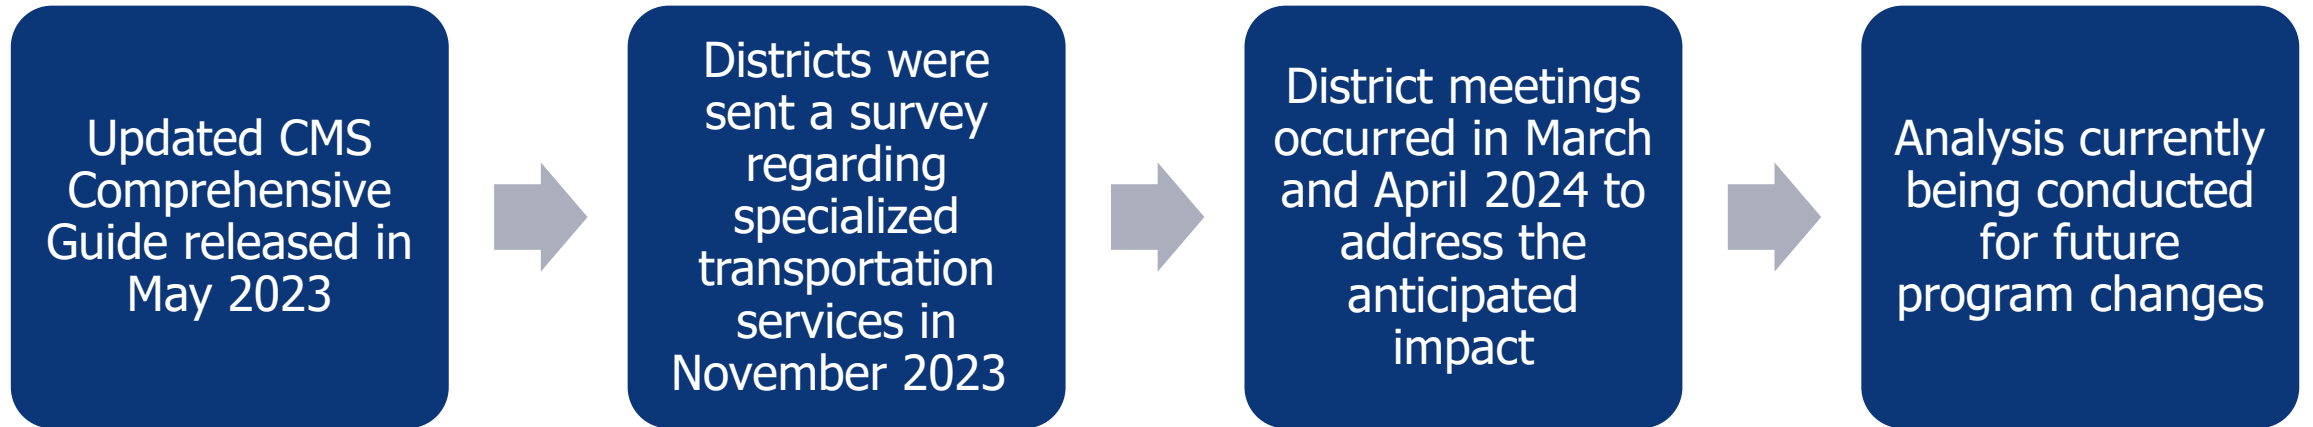 Updated CMS
Comprehensive
Guide released in
May 2023
Districts were
sent a survey
regarding
specialized
transportation
services in
November 2023
District meetings
occurred in March
and April 2024 to
address the
anticipated
impact
Analysis currently
being conducted
for future
program changes